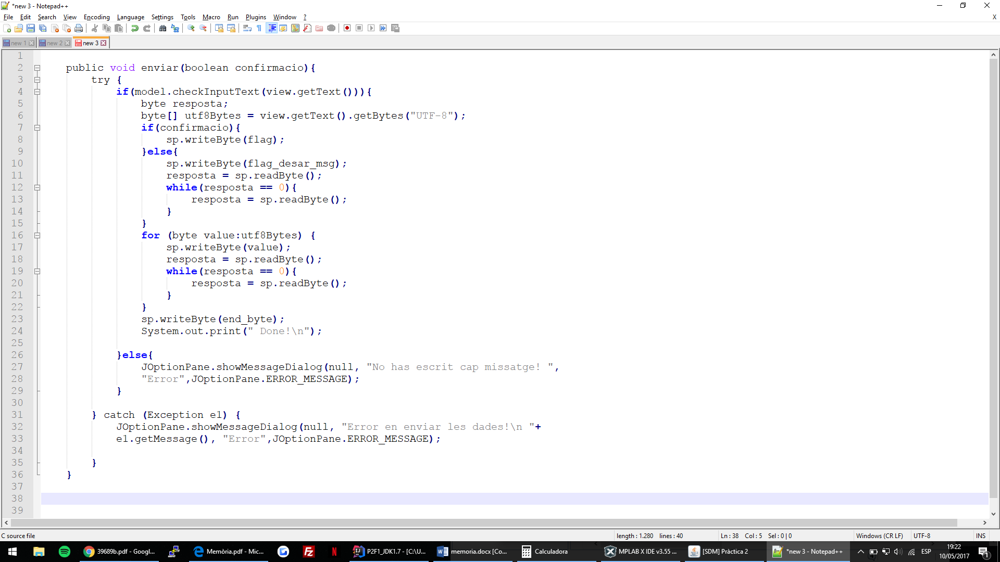 *new 3 - Notepad++
File Edit Search View Encoding Language Settings Tools Macro Run Plugins Window ? X
new 1 new 2 new 3
1
2 public void enviar(boolean confirmacio){
3 try {
4 if(model.checkInputText(view.getText())){
5 byte resposta;
6 byte[] utf8Bytes = view.getText().getBytes("UTF-8");
7 if(confirmacio){
8 sp.writeByte(flag);
9 }else{
10 sp.writeByte(flag_desar_msg);
11 resposta = sp.readByte();
12 while(resposta == 0){
13 resposta = sp.readByte();
14 }
15 }
16 for (byte value:utf8Bytes) {
17 sp.writeByte(value);
18 resposta = sp.readByte();
19 while(resposta == 0){
20 resposta = sp.readByte();
21 }
22 }
23 sp.writeByte(end_byte);
24 System.out.print(" Done!\n");
25
26 }else{
27 JOptionPane.showMessageDialog(null, "No has escrit cap missatge! ",
28 "Error",JOptionPane.ERROR_MESSAGE);
29 }
30
31 } catch (Exception e1) {
32 JOptionPane.showMessageDialog(null, "Error en enviar les dades!\n "+
33 e1.getMessage(), "Error",JOptionPane.ERROR_MESSAGE);
34
35 }
36 }
37
38
39
C source file length : 1.280 lines : 40 Ln : 38 Col : 5 Sel : 0 | 0 Windows (CR LF) UTF-8 INS
39689b.pdf - Googl... Memòria.pdf - Mic... P2F1_JDK1.7 - [C:\U... memoria.docx [Co... Calculadora MPLAB X IDE v3.55 ... [SDM] Pràctica 2 *new 3 - Notepad++ ESP 19:22
10/05/2017 1